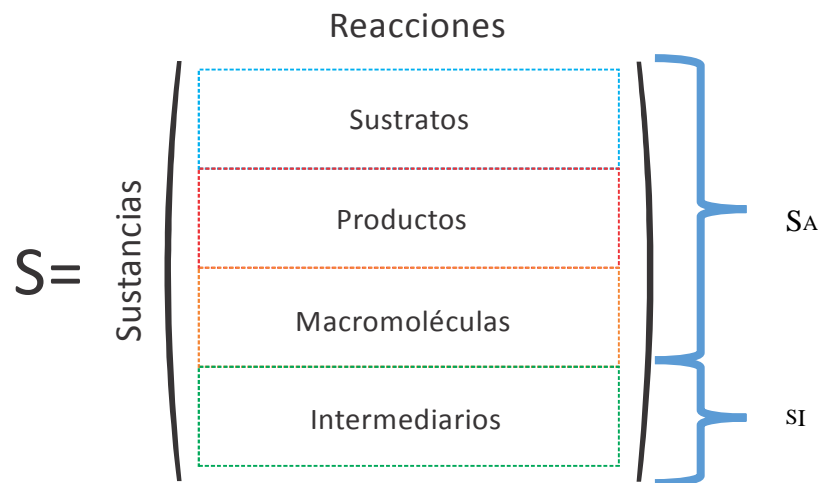 Reacciones
S=
Sustancias
Sustratos
Productos
Macromoléculas
Intermediarios
SA
SI